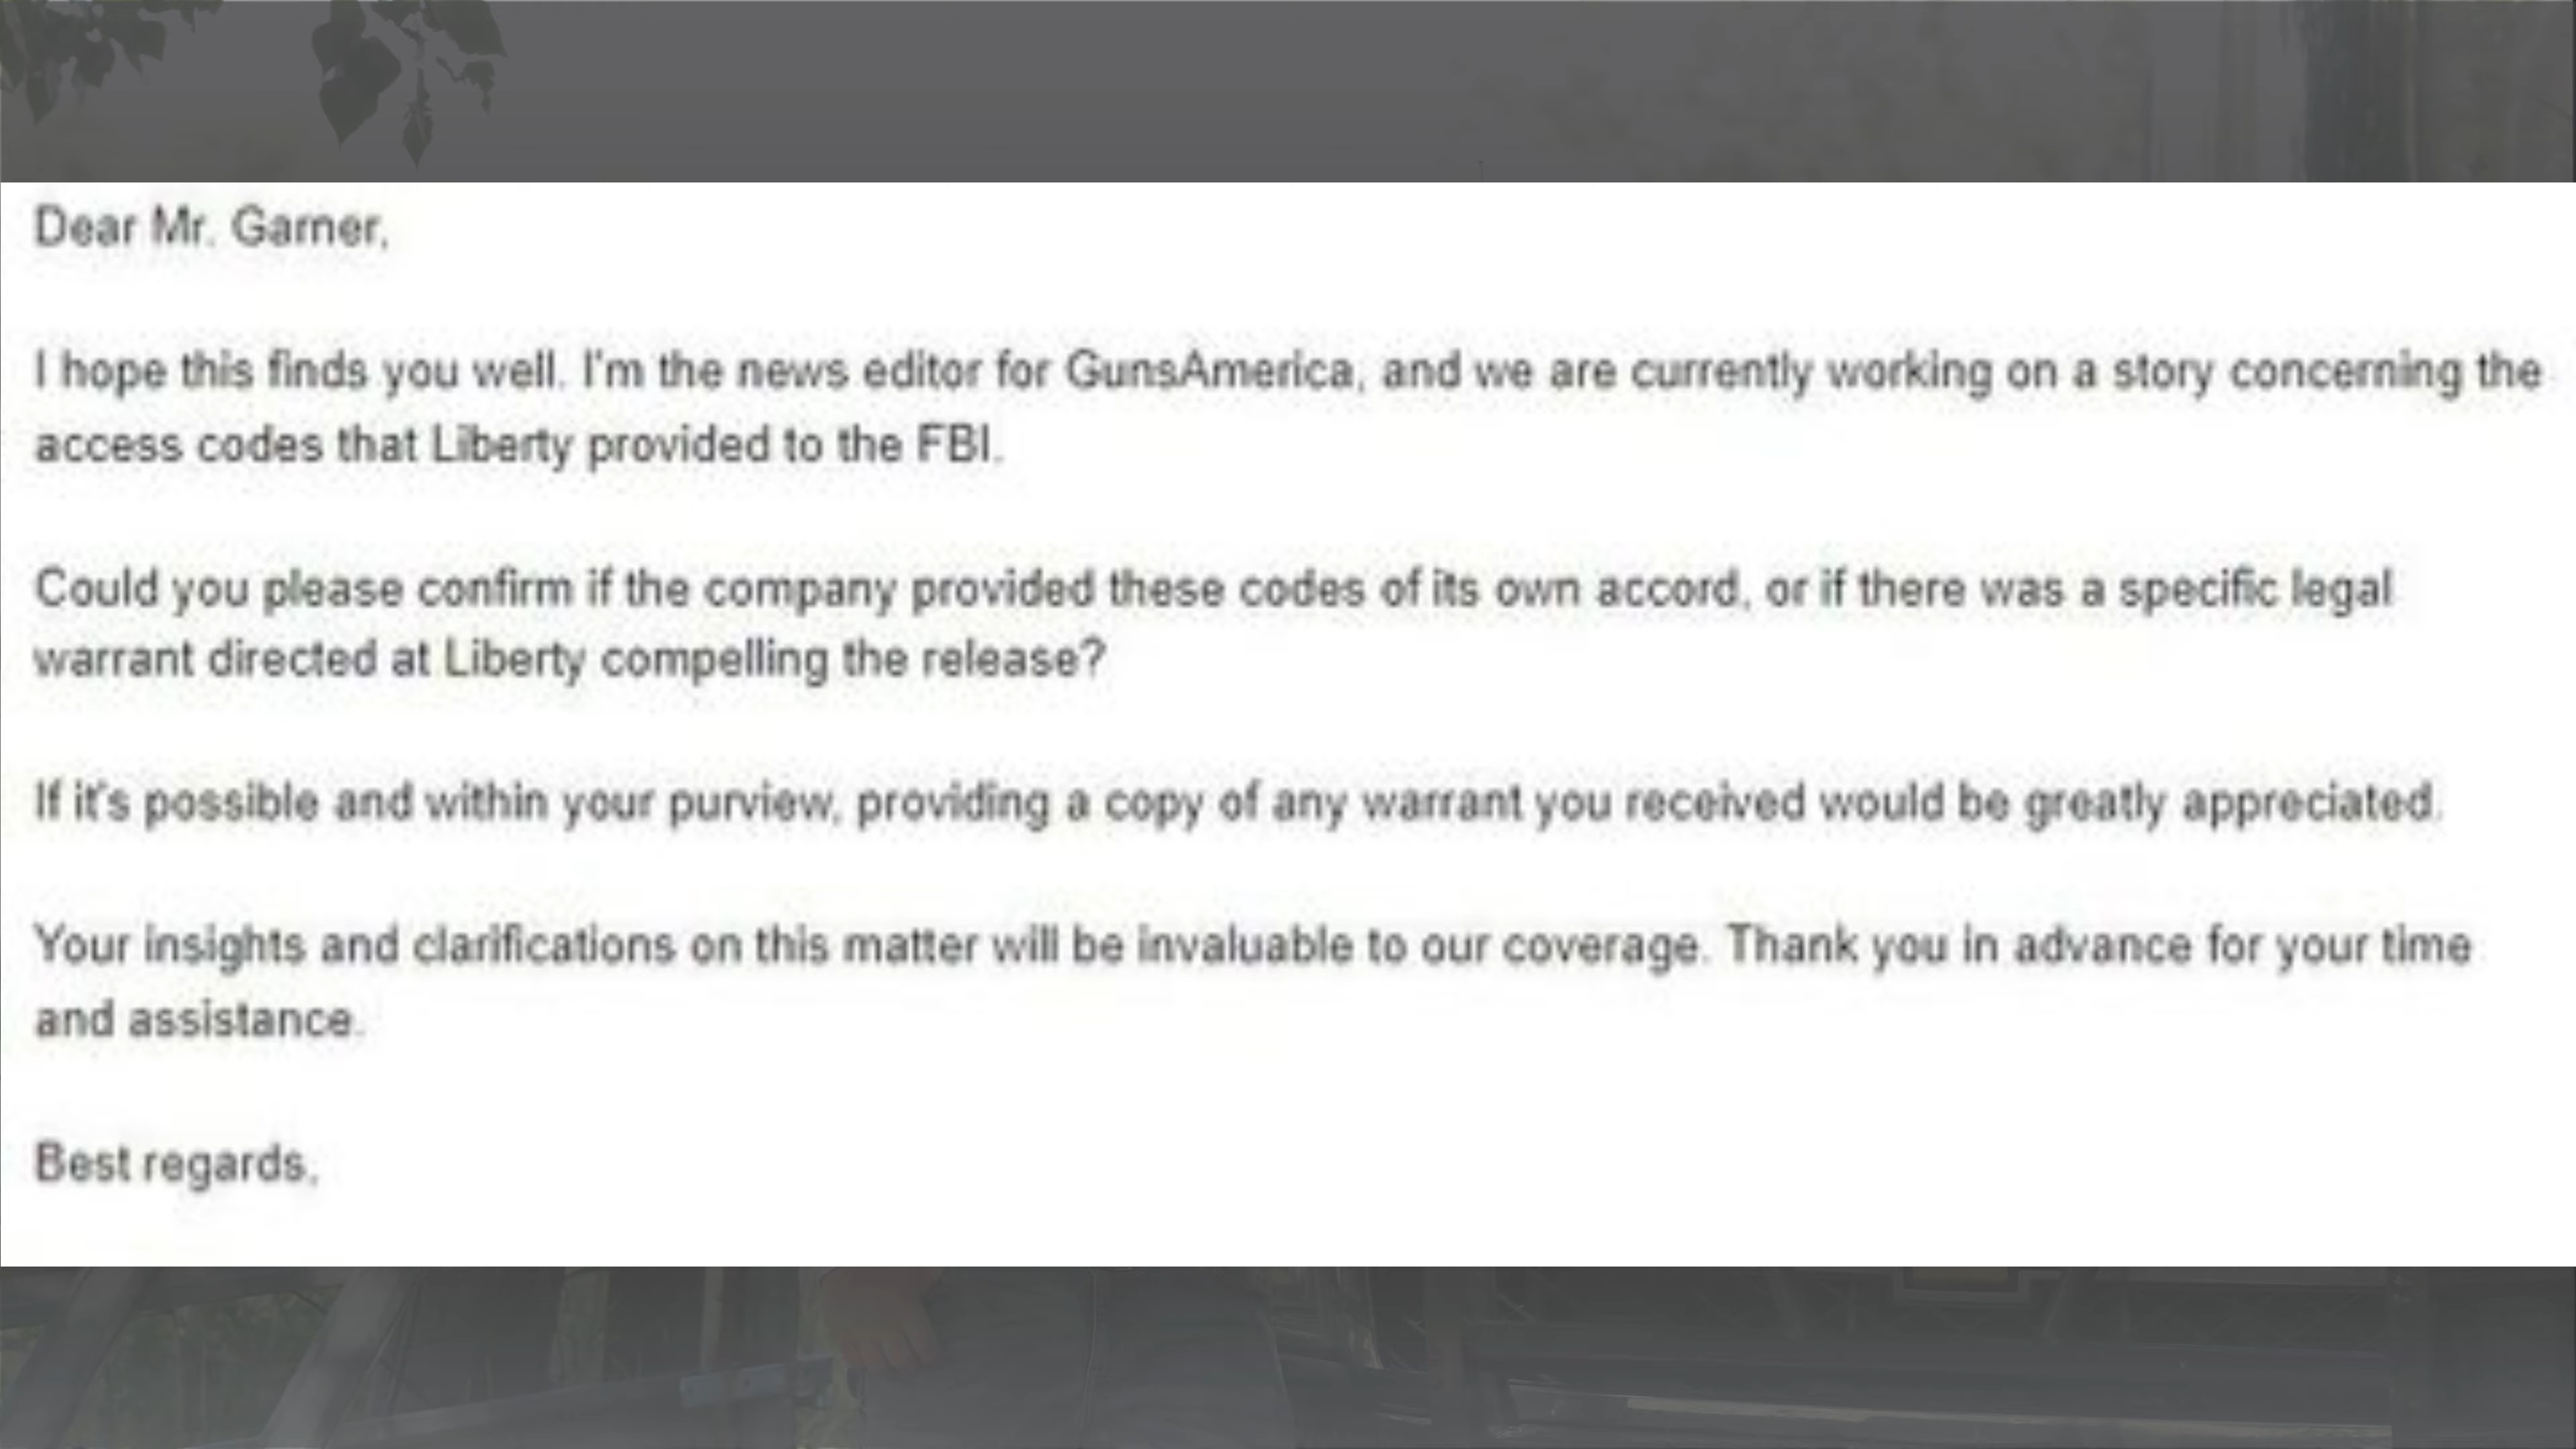 Dear Mr. Garner,
I hope this finds you well. I'm the news editor for GunsAmerica, and we are currently working on a story concerning the
access codes that Liberty provided to the FBI.
Could you please confirm if the company provided these codes of its own accord, or if there was a specific legal
warrant directed at Liberty compelling the release?
If it's possible and within your purview, providing a copy of any warrant you received would be greatly appreciated.
Your insights and clarifications on this matter will be invaluable to our coverage. Thank you in advance for your time
and assistance.
Best regards,